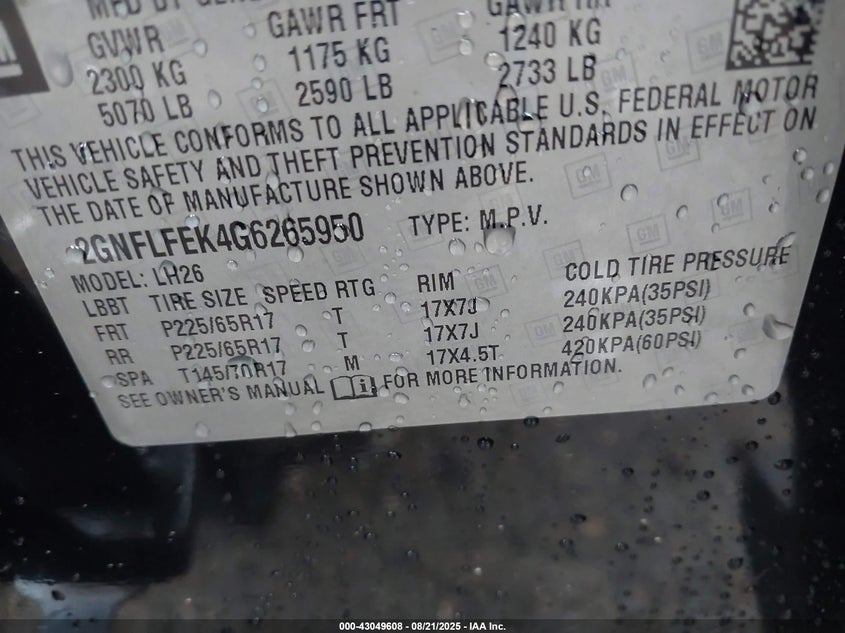 MFD BY GENE
GVWR GAWR FRT GAWR RR
2300 KG 1175 KG 1240 KG
5070 LB 2590 LB 2733 LB
THIS VEHICLE CONFORMS TO ALL APPLICABLE U.S. FEDERAL MOTOR
VEHICLE SAFETY AND THEFT PREVENTION STANDARDS IN EFFECT ON
THE DATE OF MANUFACTURE SHOWN ABOVE.
2GNFLFEK4G6265950 TYPE: M.P.V.
MODEL: LH26
LBBT TIRE SIZE SPEED RTG RIM COLD TIRE PRESSURE
FRT P225/65R17 T 17X7J 240KPA(35PSI)
RR P225/65R17 T 17X7J 240KPA(35PSI)
SPA T145/70R17 M 17X4.5T 420KPA(60PSI)
SEE OWNER'S MANUAL FOR MORE INFORMATION.
000-43049608 - 08/21/2025 - IAA Inc.